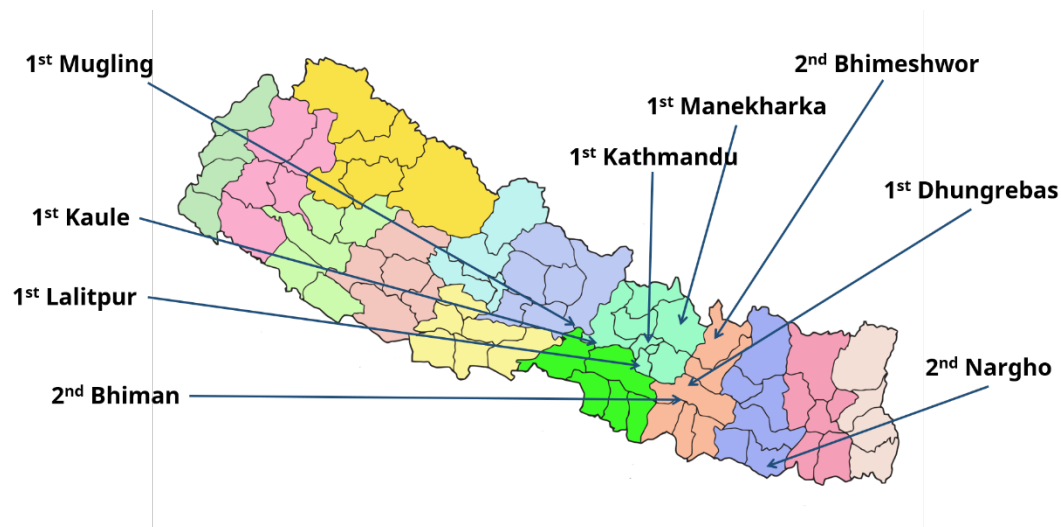 1st Mugling
2nd Bhimeshwor
1st Manekharka
1st Kathmandu
1st Dhungrebas
1st Kaule
1st Lalitpur
2nd Nargho
2nd Bhiman